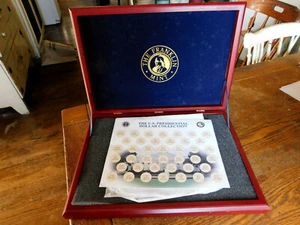 THE FRANKLIN
MINT
THE U.S. PRESIDENTIAL
DOLLAR COLLECTION